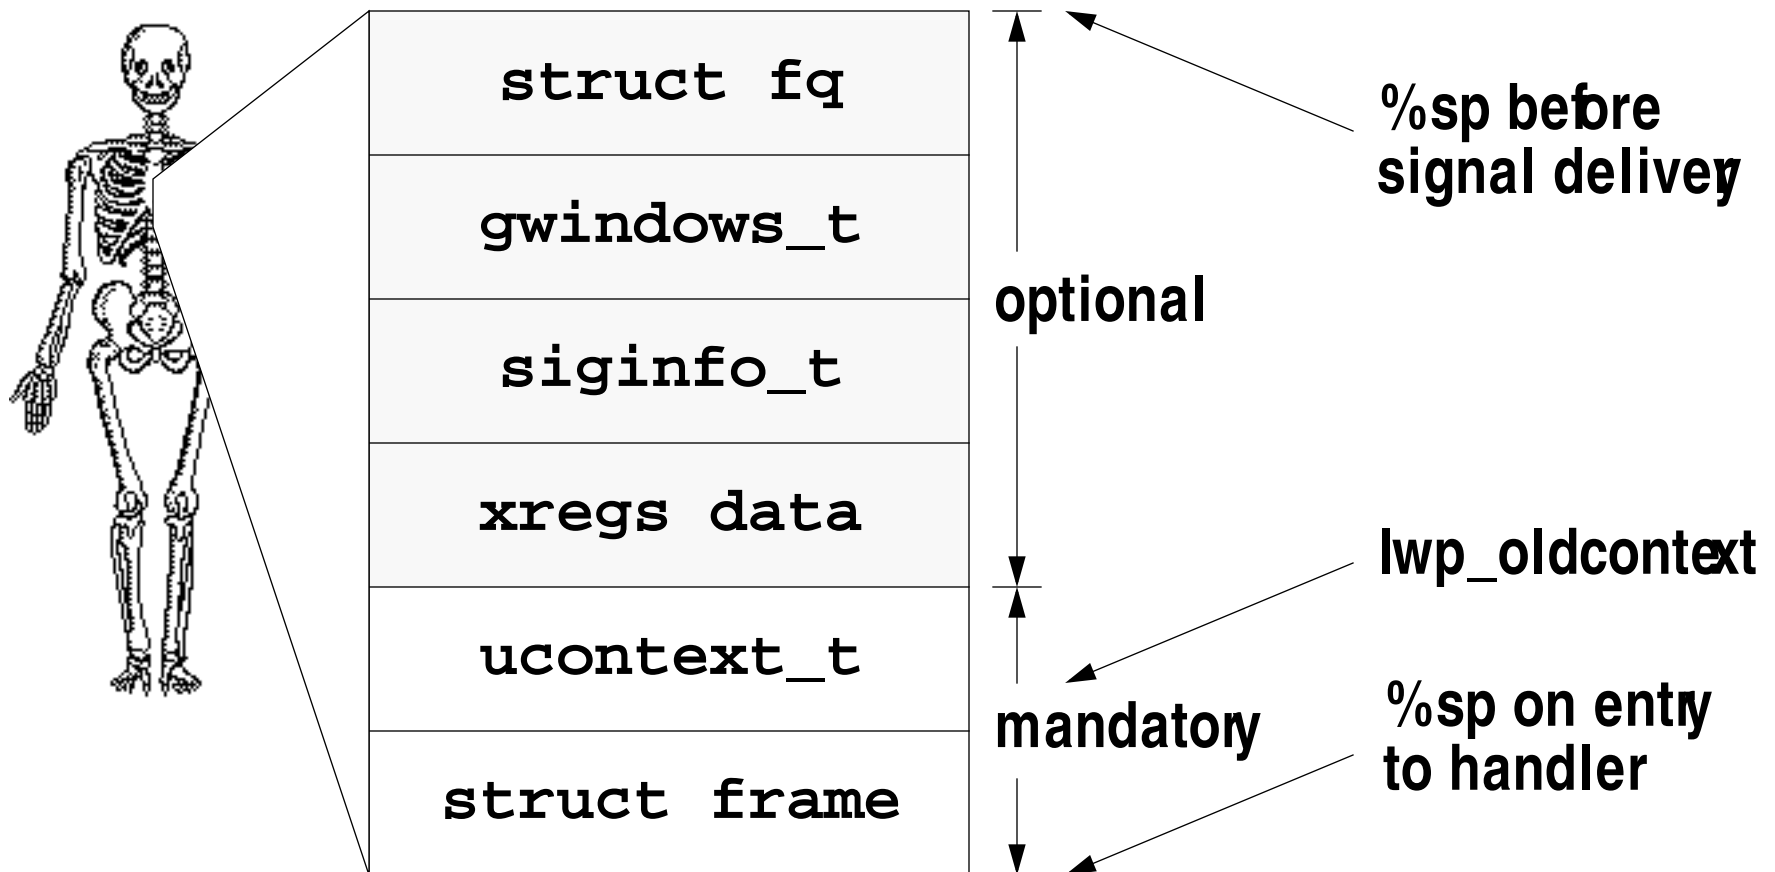 struct fq
gwindows_t
siginfo_t
xregs data
ucontext_t
struct frame
optional
mandatory
%sp before
signal delivery
lwp_oldcontext
%sp on entry
to handler